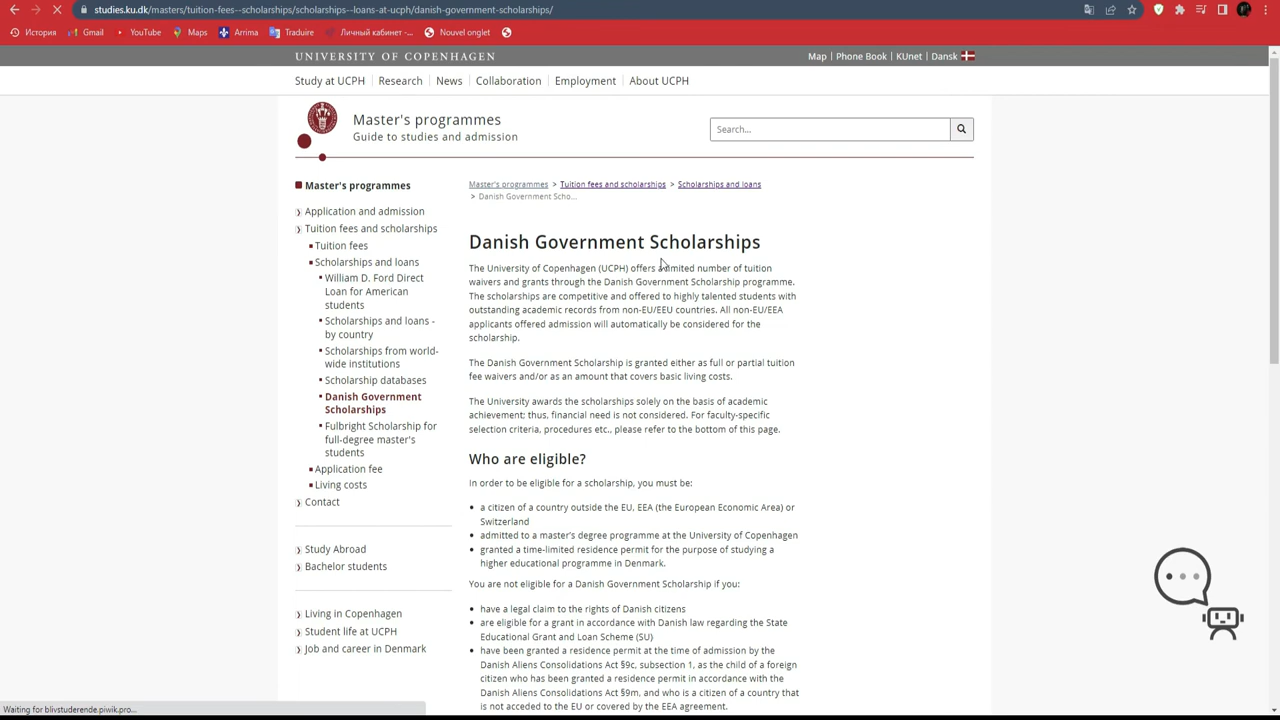 studies.ku.dk/masters/tuition-fees--scholarships/scholarships--loans-at-ucph/danish-government-scholarships/
История Gmail YouTube Maps Arrima Traduire Личный кабинет -... Nouvel onglet
UNIVERSITY OF COPENHAGEN
Map | Phone Book | KUnet | Dansk
Study at UCPH Research News Collaboration Employment About UCPH
Master's programmes
Guide to studies and admission
Search...
Master's programmes
Application and admission
Tuition fees and scholarships
Tuition fees
Scholarships and loans
William D. Ford Direct
Loan for American
students
Scholarships and loans -
by country
Scholarships from world-
wide institutions
Scholarship databases
Danish Government
Scholarships
Fulbright Scholarship for
full-degree master's
students
Application fee
Living costs
Contact
Study Abroad
Bachelor students
Living in Copenhagen
Student life at UCPH
Job and career in Denmark
Master's programmes > Tuition fees and scholarships > Scholarships and loans
> Danish Government Scho...
Danish Government Scholarships
The University of Copenhagen (UCPH) offers a limited number of tuition
waivers and grants through the Danish Government Scholarship programme.
The scholarships are competitive and offered to highly talented students with
outstanding academic records from non-EU/EEU countries. All non-EU/EEA
applicants offered admission will automatically be considered for the
scholarship.
The Danish Government Scholarship is granted either as full or partial tuition
fee waivers and/or as an amount that covers basic living costs.
The University awards the scholarships solely on the basis of academic
achievement; thus, financial need is not considered. For faculty-specific
selection criteria, procedures etc., please refer to the bottom of this page.
Who are eligible?
In order to be eligible for a scholarship, you must be:
a citizen of a country outside the EU, EEA (the European Economic Area) or
Switzerland
admitted to a master's degree programme at the University of Copenhagen
granted a time-limited residence permit for the purpose of studying a
higher educational programme in Denmark.
You are not eligible for a Danish Government Scholarship if you:
have a legal claim to the rights of Danish citizens
are eligible for a grant in accordance with Danish law regarding the State
Educational Grant and Loan Scheme (SU)
have been granted a residence permit at the time of admission by the
Danish Aliens Consolidations Act §9c, subsection 1, as the child of a foreign
citizen who has been granted a residence permit in accordance with the
Danish Aliens Consolidations Act §9m, and who is a citizen of a country that
is not acceded to the EU or covered by the EEA agreement.
Waiting for blivstuderende.piwik.pro...